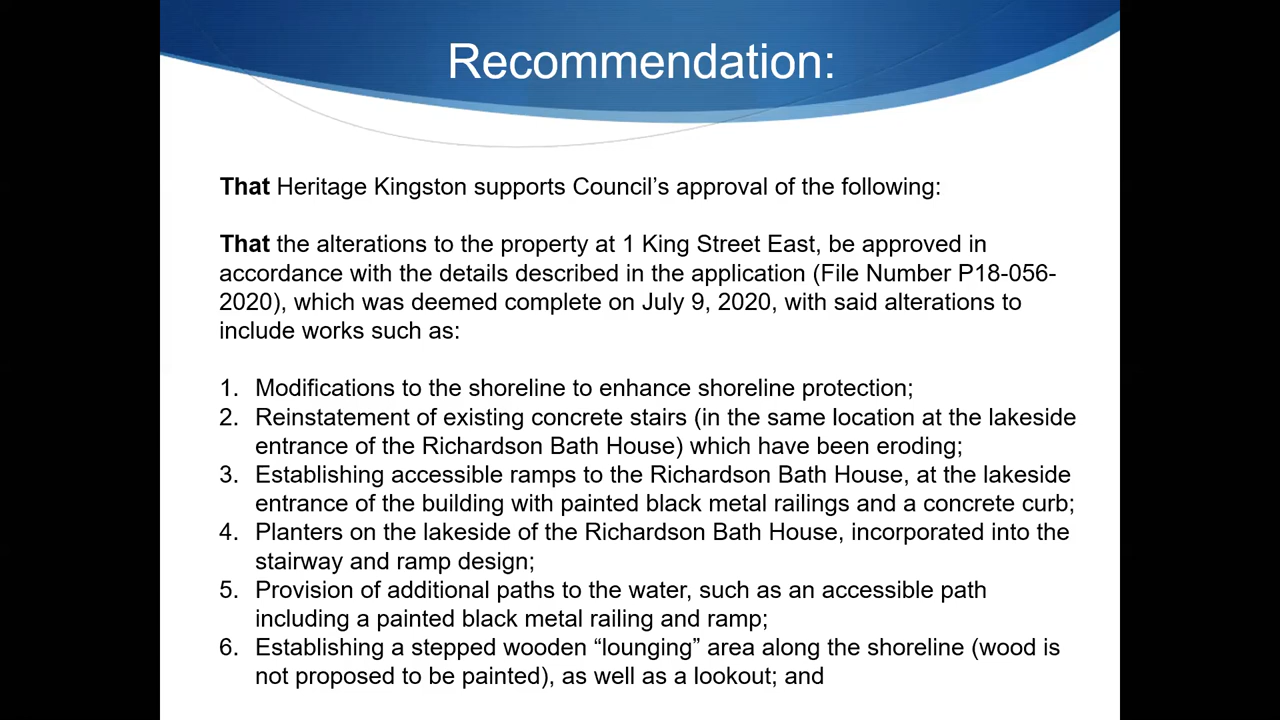 Recommendation:
That Heritage Kingston supports Council’s approval of the following:
That the alterations to the property at 1 King Street East, be approved in
accordance with the details described in the application (File Number P18-056-
2020), which was deemed complete on July 9, 2020, with said alterations to
include works such as:
1. Modifications to the shoreline to enhance shoreline protection;
2. Reinstatement of existing concrete stairs (in the same location at the lakeside
entrance of the Richardson Bath House) which have been eroding;
3. Establishing accessible ramps to the Richardson Bath House, at the lakeside
entrance of the building with painted black metal railings and a concrete curb;
4. Planters on the lakeside of the Richardson Bath House, incorporated into the
stairway and ramp design;
5. Provision of additional paths to the water, such as an accessible path
including a painted black metal railing and ramp;
6. Establishing a stepped wooden “lounging” area along the shoreline (wood is
not proposed to be painted), as well as a lookout; and